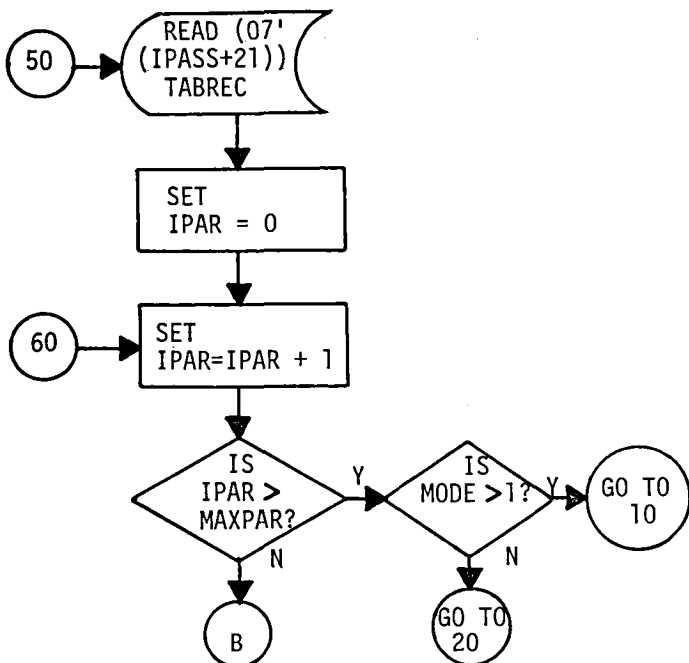 50
READ (07'
(IPASS+21))
TABREC
SET
IPAR = 0
60
SET
IPAR=IPAR + 1
IS
IPAR >
MAXPAR?
Y
N
IS
MODE >1?
Y
N
GO TO
10
B
GO TO
20